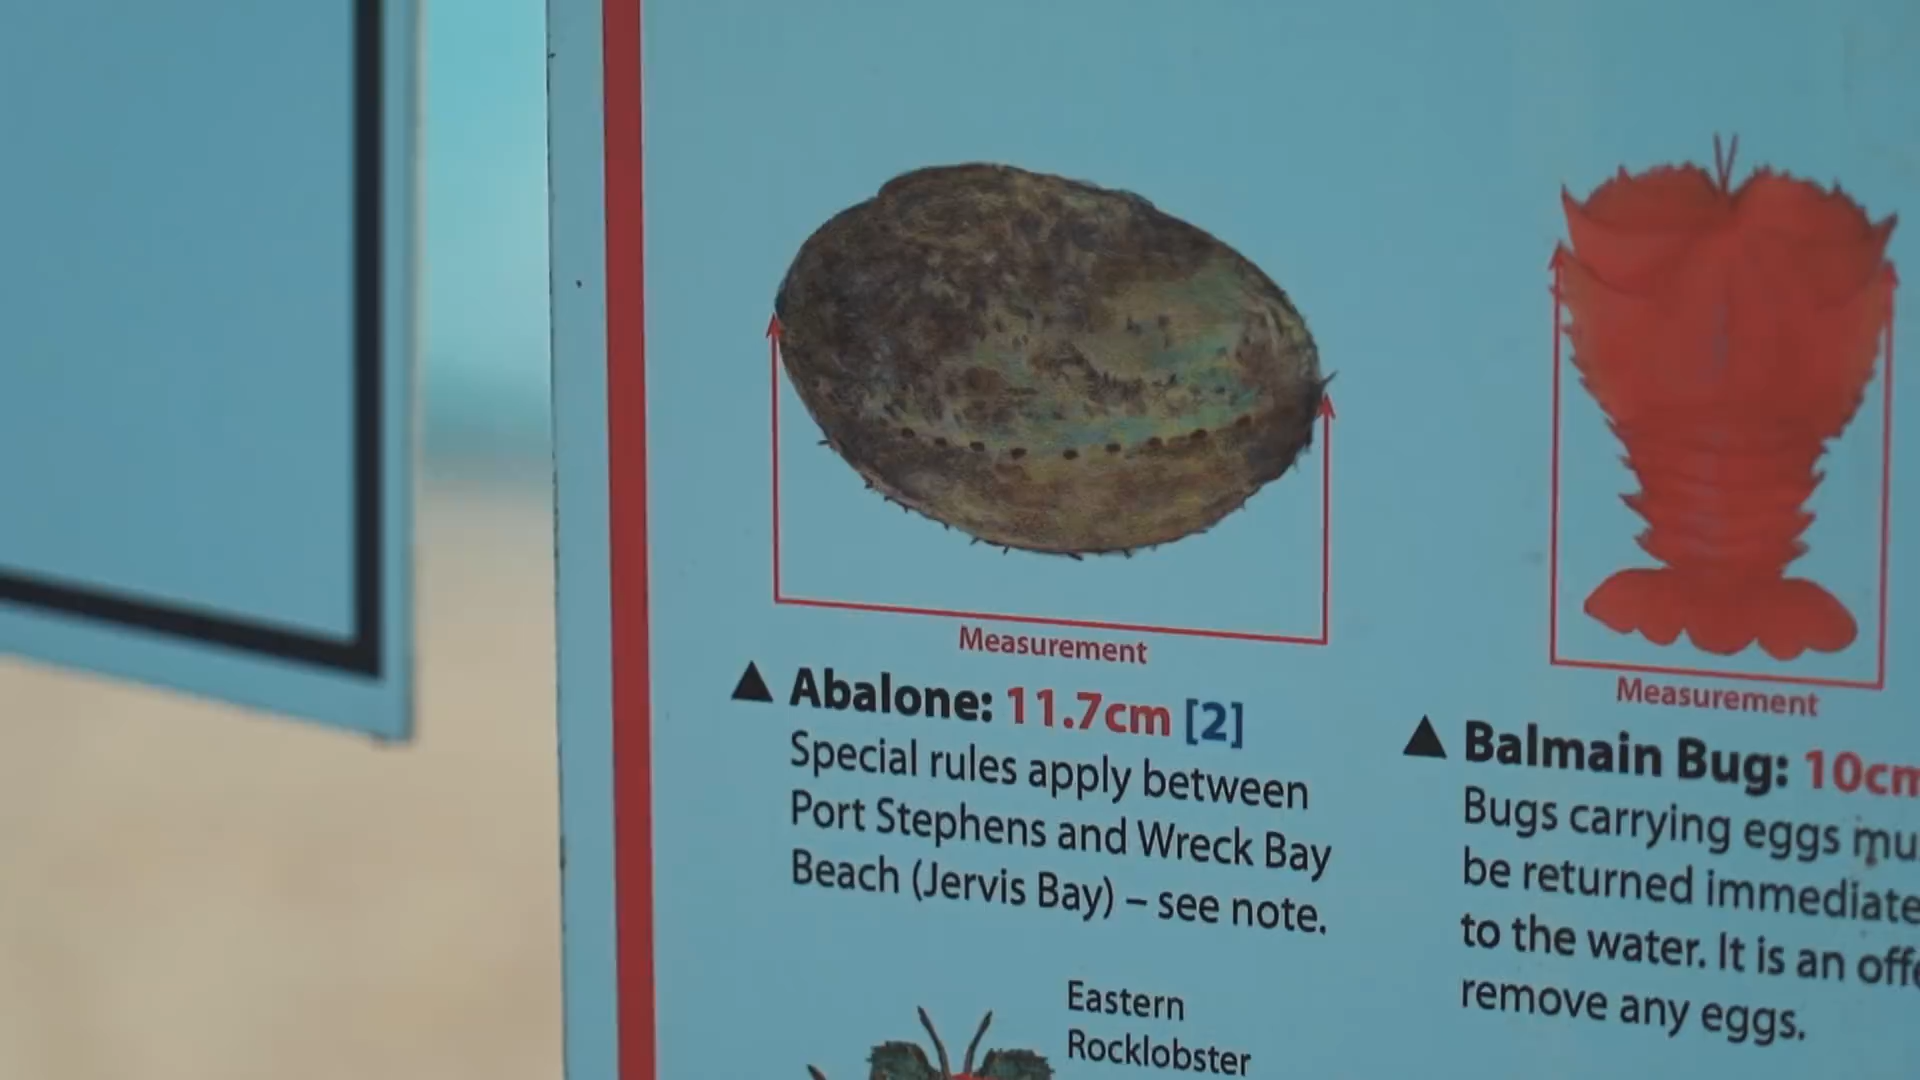 Measurement
▲ Abalone: 11.7cm [2]
Special rules apply between
Port Stephens and Wreck Bay
Beach (Jervis Bay) – see note.
Measurement
▲ Balmain Bug: 10cm
Bugs carrying eggs
be returned
to the water. It is an
remove any eggs.
Eastern
Rocklobster